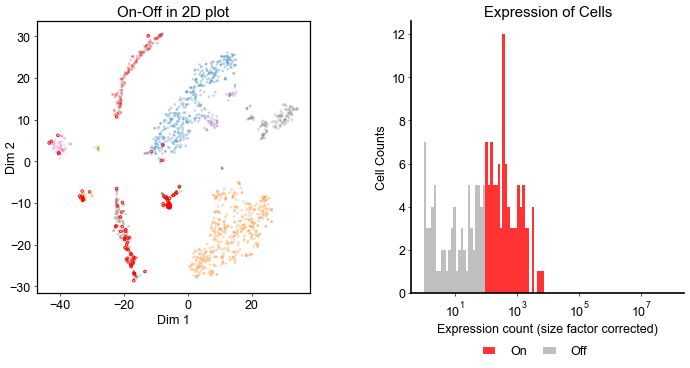 On-Off in 2D plot
30
20
10
0
−10
−20
−30
−40
−20
0
20
Dim 2
Dim 1
Expression of Cells
12
10
8
6
4
2
0
10^1
10^3
10^5
10^7
Cell Counts
Expression count (size factor corrected)
On
Off